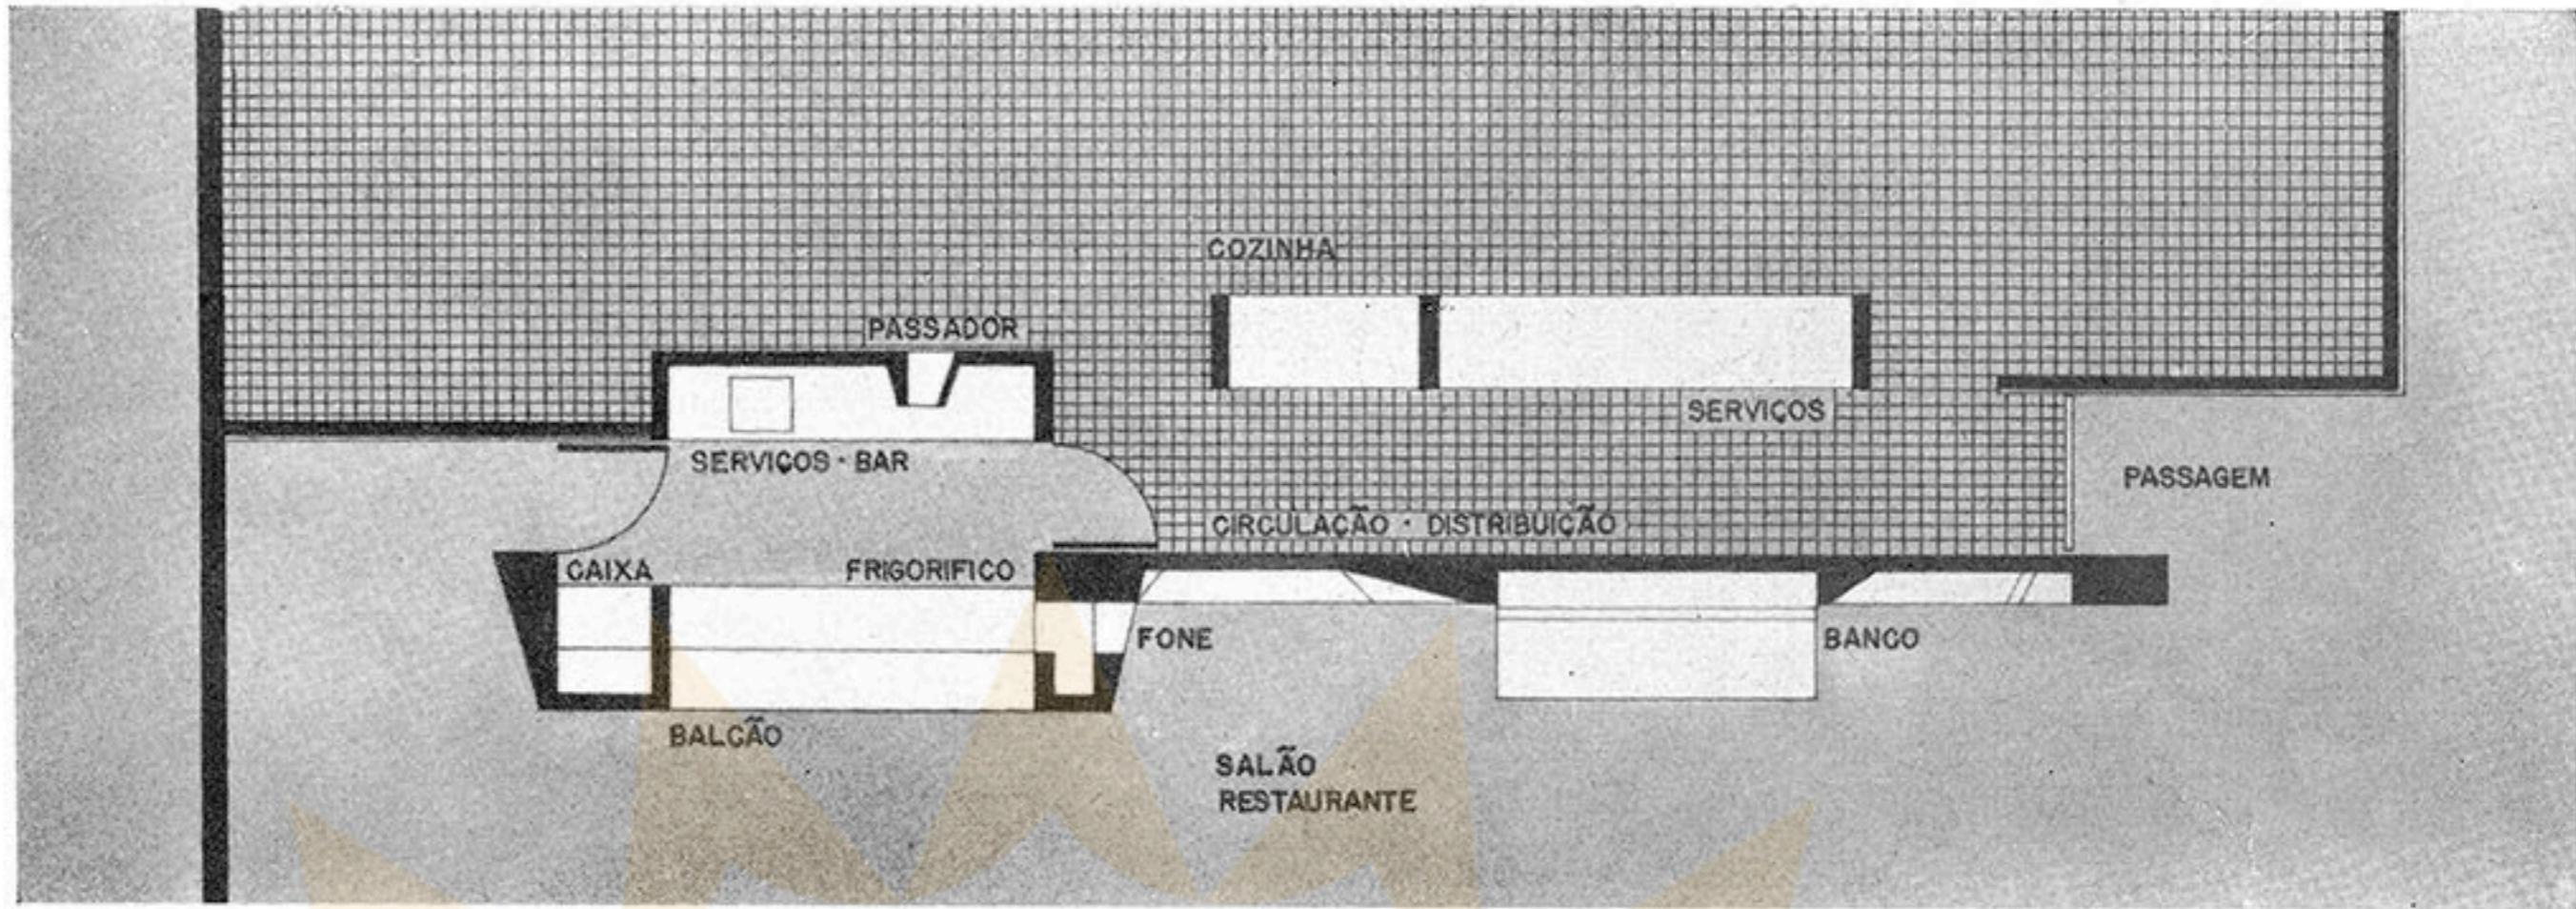 COZINHA
PASSADOR
SERVIÇOS
PASSAGEM
SERVIÇOS · BAR
CIRCULAÇÃO · DISTRIBUIÇÃO
CAIXA
FRIGORIFICO
FONE
BANCO
BALCÃO
SALÃO
RESTAURANTE